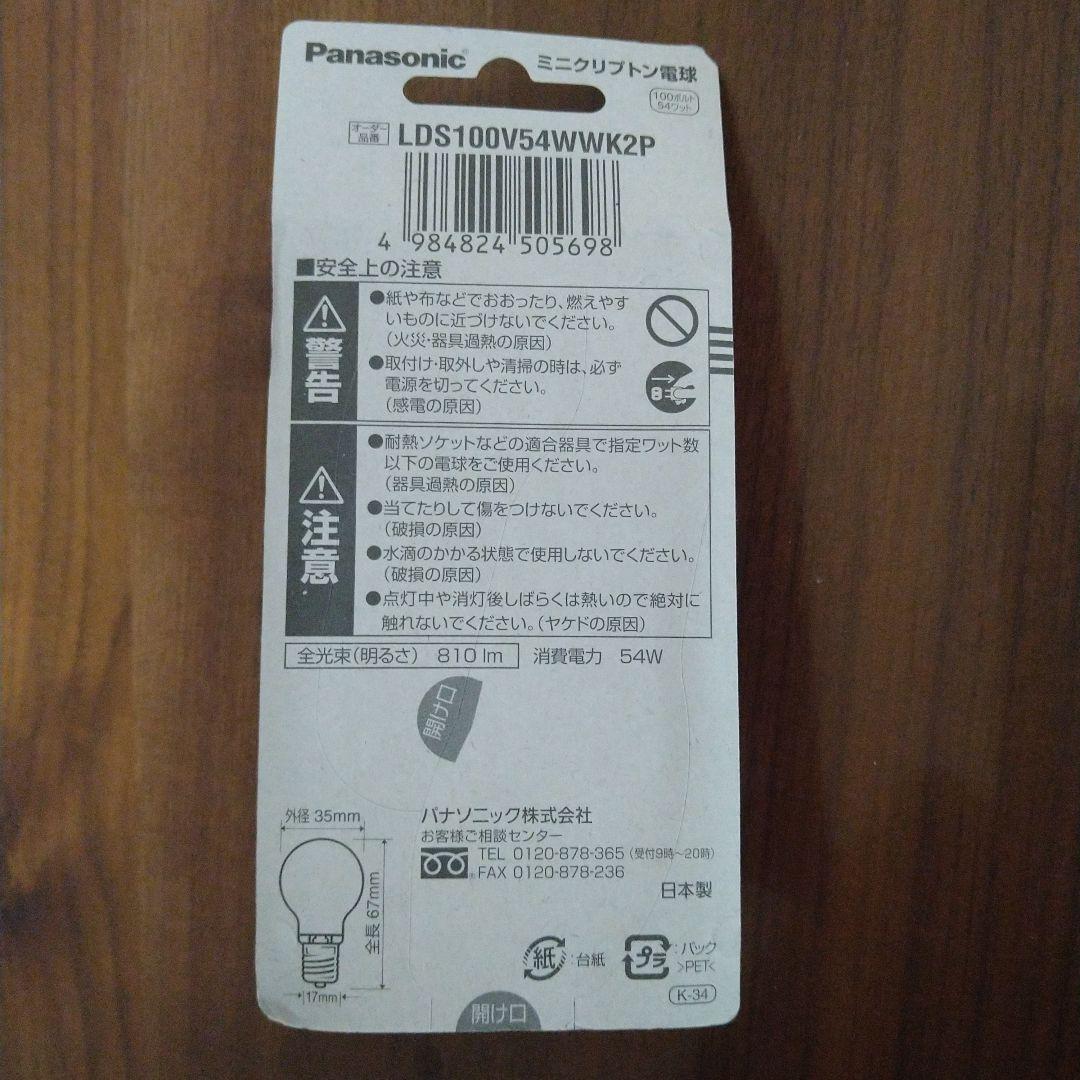 Panasonic
ミニクリプトン電球
100ボルト
54ワット
オーダー
品番
LDS100V54WWK2P
4 984824 505698
■安全上の注意
警告
●紙や布などでおおったり、燃えやす
いものに近づけないでください。
(火災・器具過熱の原因)
●取付け・取外しや清掃の時は、必ず
電源を切ってください。
(感電の原因)
注意
●耐熱ソケットなどの適合器具で指定ワット数
以下の電球をご使用ください。
(器具過熱の原因)
●当てたりして傷をつけないでください。
(破損の原因)
●水滴のかかる状態で使用しないでください。
(破損の原因)
●点灯中や消灯後しばらくは熱いので絶対に
触れないでください。(ヤケドの原因)
全光束(明るさ) 810 lm 消費電力 54W
開け口
外径 35mm
全長 67mm
17mm
パナソニック株式会社
お客様ご相談センター
TEL 0120-878-365 (受付9時〜20時)
FAX 0120-878-236
日本製
紙 :台紙
プラ :パック
>PET<
K-34
開け口